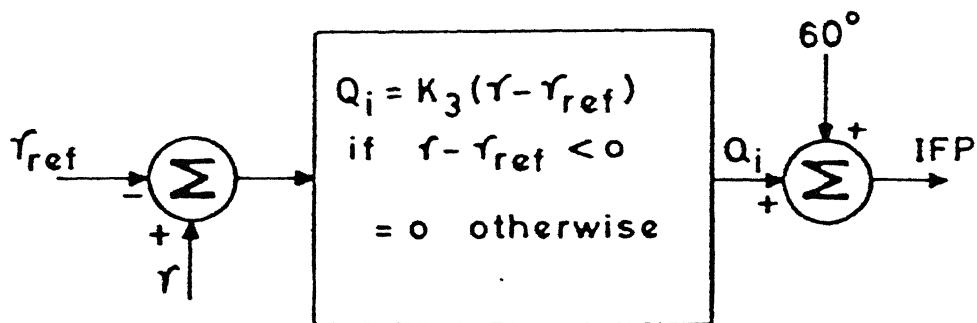 60°
Qi = K3(γ-γref)
if γ-γref <0
= 0 otherwise
γref
-
Σ
+
γ
Qi
+
+
Σ
IFP